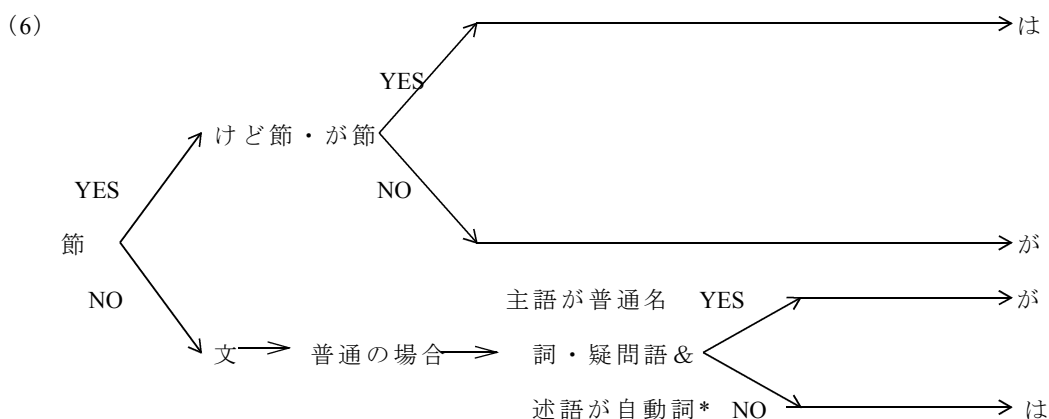 (6)
は
YES
けど節・が節
YES
NO
節
が
NO
主語が普通名 YES
が
文
普通の場合
詞・疑問語&
述語が自動詞* NO
は